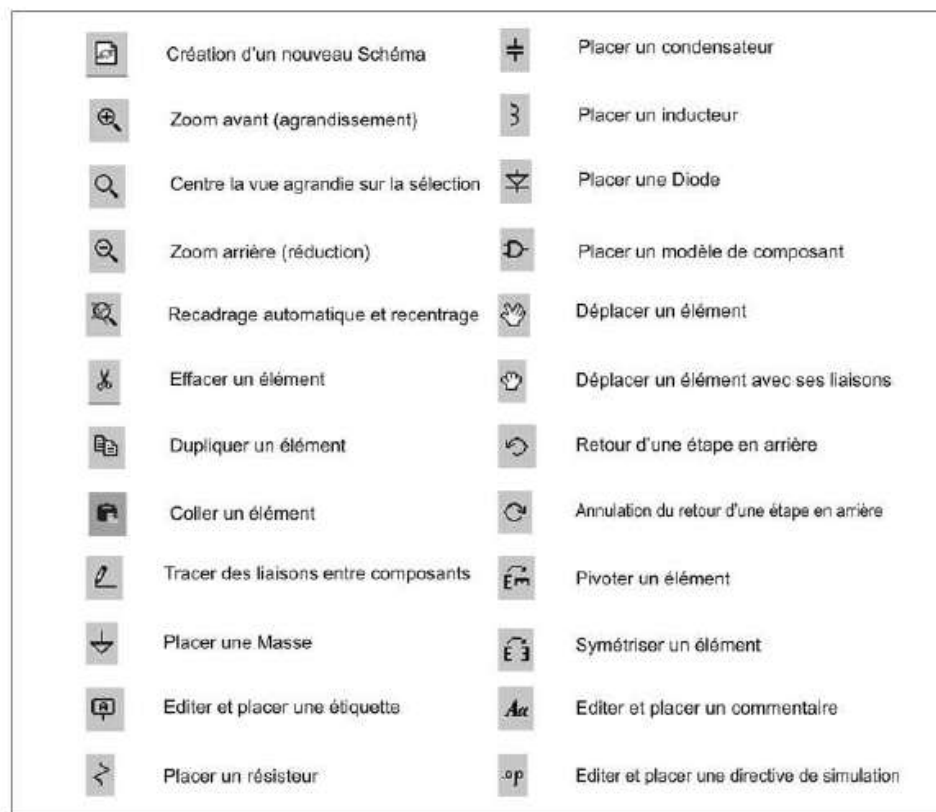 Création d'un nouveau Schéma
Zoom avant (agrandissement)
Centre la vue agrandie sur la sélection
Zoom arrière (réduction)
Recadrage automatique et recentrage
Effacer un élément
Dupliquer un élément
Coller un élément
Tracer des liaisons entre composants
Placer une Masse
A
Editer et placer une étiquette
Placer un résisteur
Placer un condensateur
Placer un inducteur
Placer une Diode
Placer un modèle de composant
Déplacer un élément
Déplacer un élément avec ses liaisons
Retour d'une étape en arrière
Annulation du retour d'une étape en arrière
Pivoter un élément
Symétriser un élément
Aa
Editer et placer un commentaire
.op
Editer et placer une directive de simulation